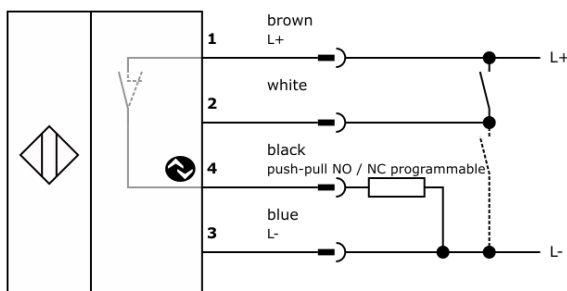 brown
1
L+
L+
2
white
black
4
push-pull NO / NC programmable
blue
3
L-
L-